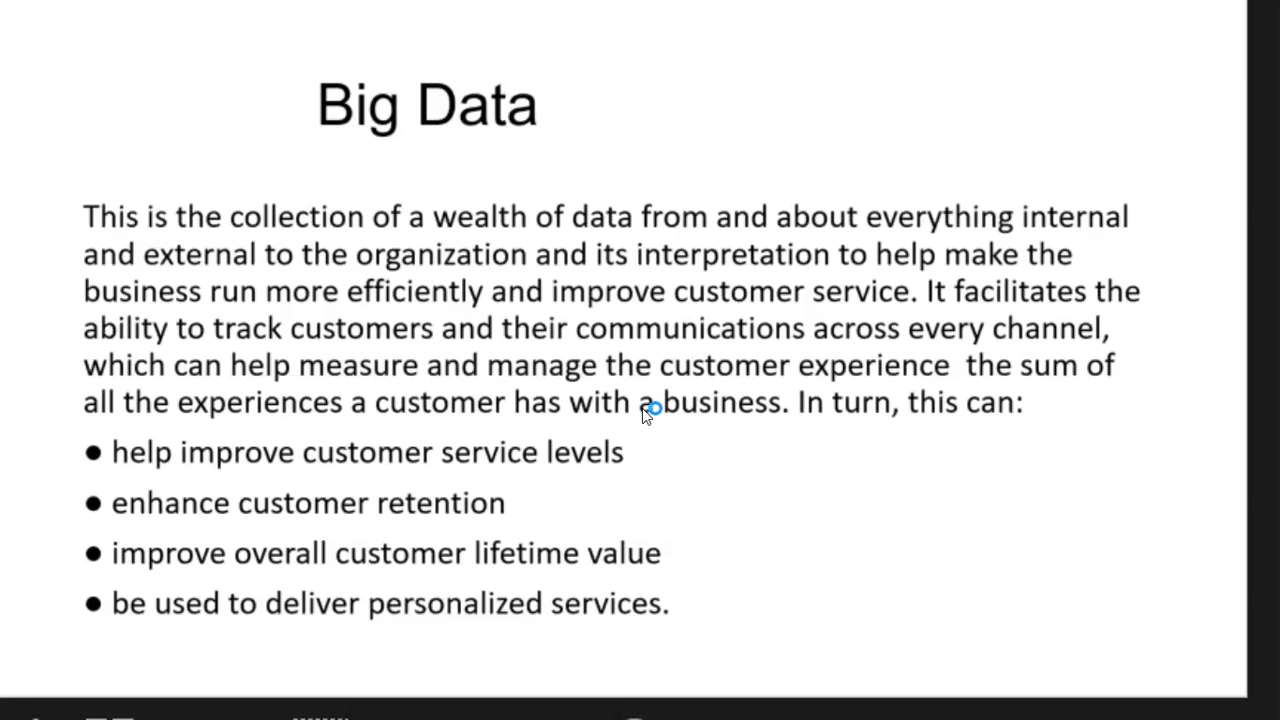 Big Data
This is the collection of a wealth of data from and about everything internal
and external to the organization and its interpretation to help make the
business run more efficiently and improve customer service. It facilitates the
ability to track customers and their communications across every channel,
which can help measure and manage the customer experience  the sum of
all the experiences a customer has with a business. In turn, this can:
● help improve customer service levels
● enhance customer retention
● improve overall customer lifetime value
● be used to deliver personalized services.